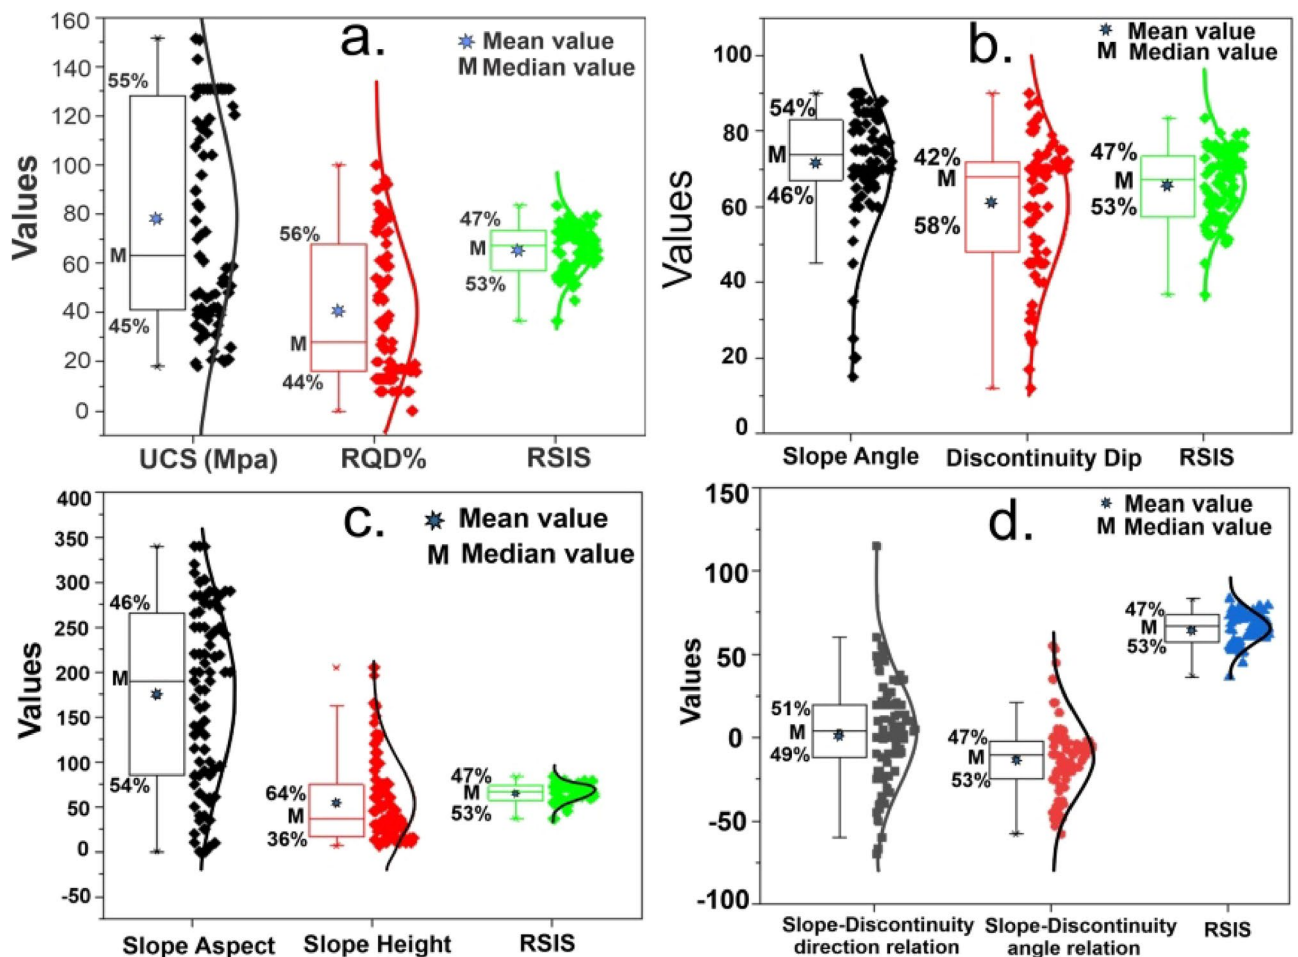 a.
Mean value
M Median value
Values
160
140
120
100
80
60
40
20
0
55%
M
45%
56%
M
44%
47%
M
53%
UCS (Mpa)
RQD%
RSIS
b.
Mean value
M Median value
Values
100
80
60
40
20
0
54%
M
46%
42%
M
58%
47%
M
53%
Slope Angle
Discontinuity Dip
RSIS
c.
Mean value
M Median value
Values
400
350
300
250
200
150
100
50
0
-50
46%
M
54%
64%
M
36%
47%
M
53%
Slope Aspect
Slope Height
RSIS
d.
Mean value
M Median value
Values
150
100
50
0
-50
-100
51%
M
49%
47%
M
53%
47%
M
53%
Slope-Discontinuity
direction relation
Slope-Discontinuity
angle relation
RSIS